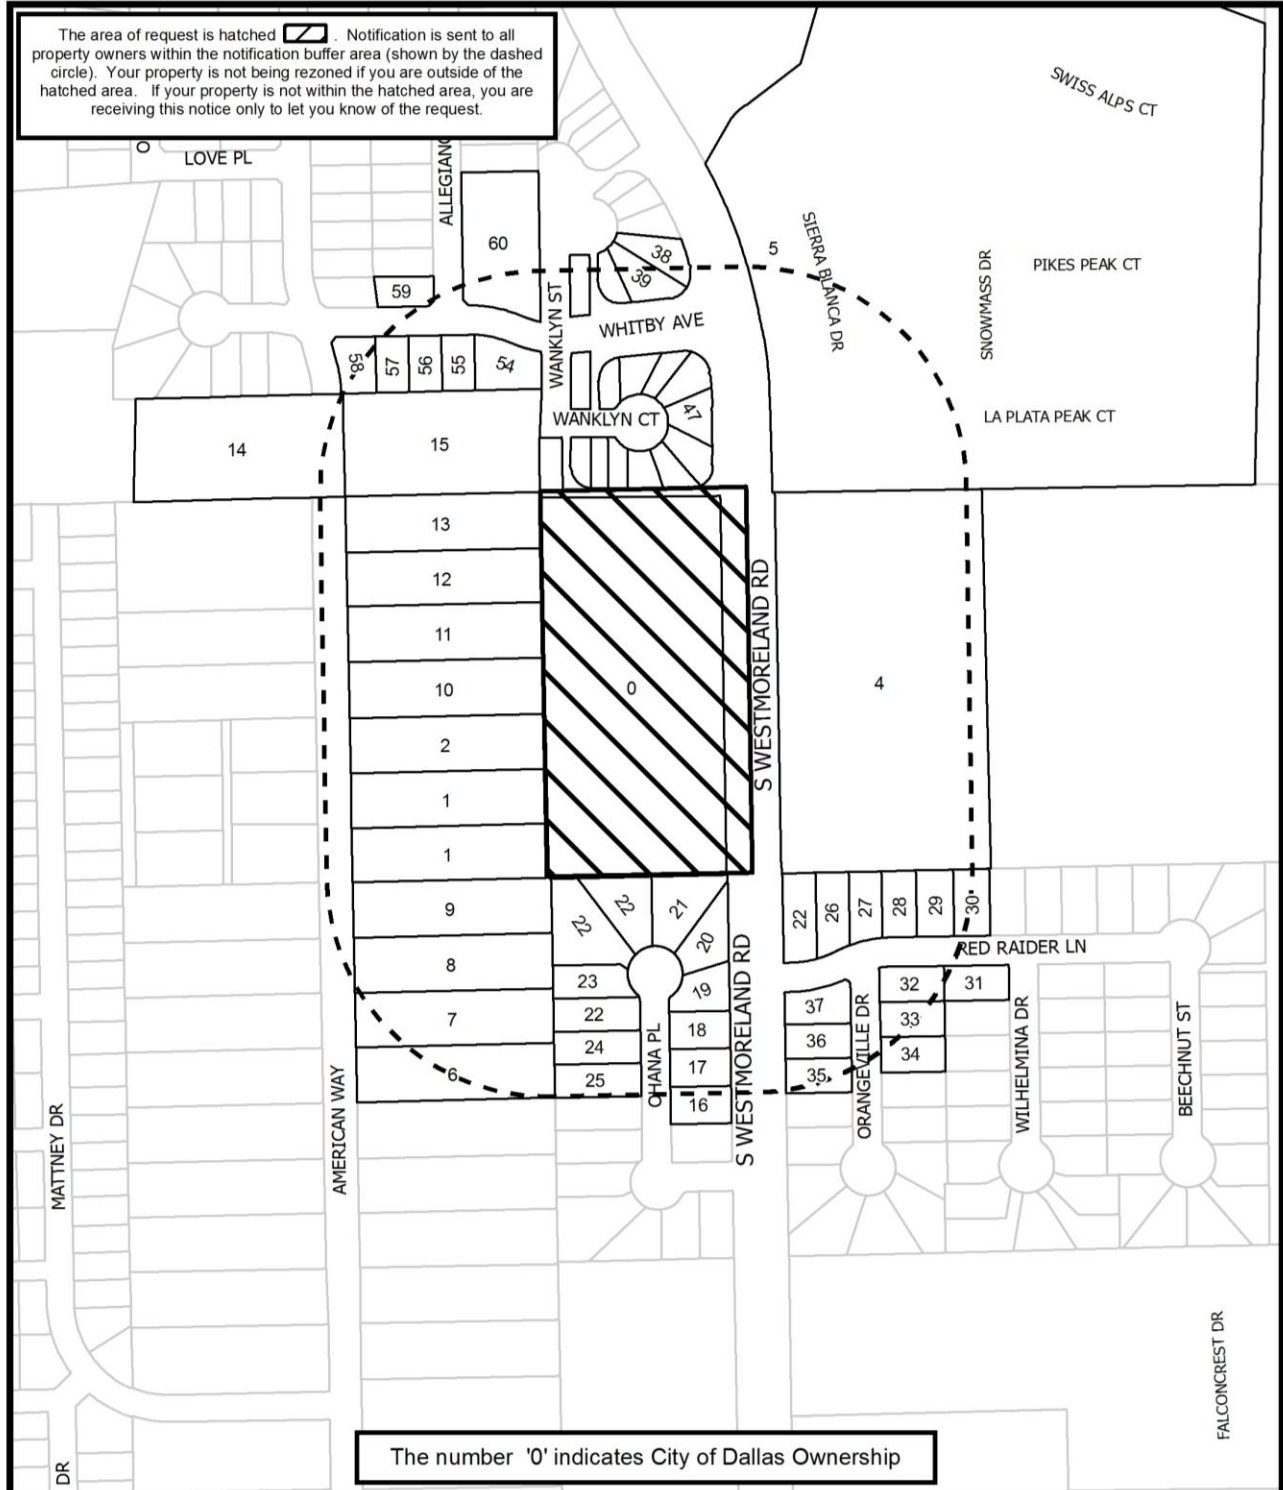 The area of request is hatched . Notification is sent to all
property owners within the notification buffer area (shown by the dashed
circle). Your property is not being rezoned if you are outside of the
hatched area. If your property is not within the hatched area, you are
receiving this notice only to let you know of the request.
SWISS ALPS CT
O
LOVE PL
ALLEGIANC
60
38
39
5
SIERRA BLANCA DR
SNOWMASS DR
PIKES PEAK CT
59
WANKLYN ST
WHITBY AVE
58
57
56
55
54
47
WANKLYN CT
LA PLATA PEAK CT
14
15
13
12
11
10
2
1
1
0
S WESTMORELAND RD
4
9
8
7
6
22
22
21
20
23
19
22
18
24
17
25
16
OHANA PL
S WESTMORELAND RD
22
26
27
28
29
30
RED RAIDER LN
32
31
37
33
36
34
35
ORANGEVILLE DR
WILHELMINA DR
BEECHNUT ST
MATTNEY DR
AMERICAN WAY
FALCONCREST DR
DR
The number '0' indicates City of Dallas Ownership